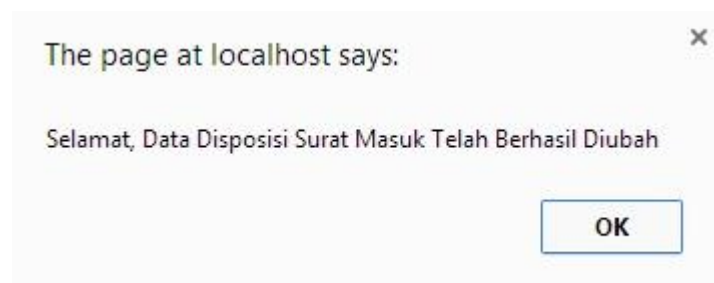 The page at localhost says:
Selamat, Data Disposisi Surat Masuk Telah Berhasil Diubah
OK